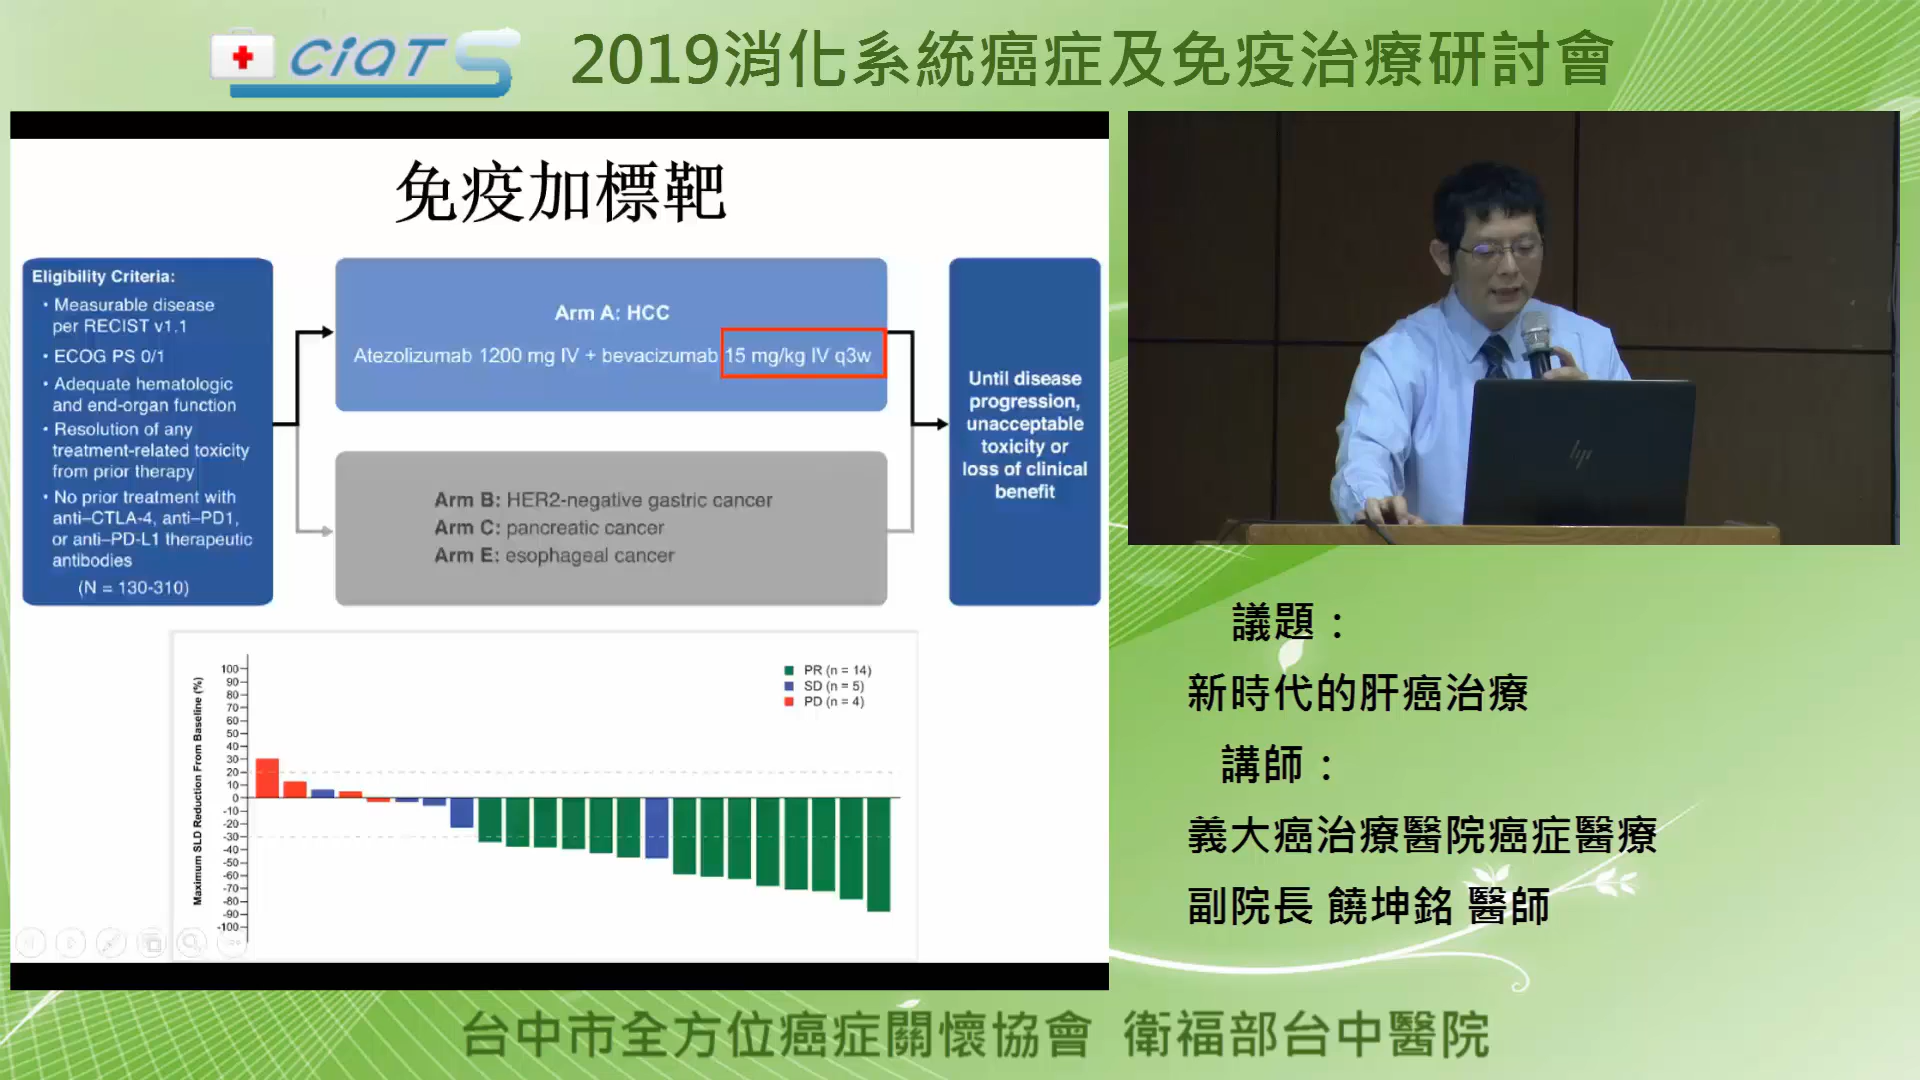 CiQTS
2019消化系統癌症及免疫治療研討會
免疫加標靶
Eligibility Criteria:
• Measurable disease
per RECIST v1.1
• ECOG PS 0/1
• Adequate hematologic
and end-organ function
• Resolution of any
treatment-related toxicity
from prior therapy
• No prior treatment with
anti–CTLA-4, anti–PD1,
or anti–PD-L1 therapeutic
antibodies
(N = 130-310)
Arm A: HCC
Atezolizumab 1200 mg IV + bevacizumab 15 mg/kg IV q3w
Arm B: HER2-negative gastric cancer
Arm C: pancreatic cancer
Arm E: esophageal cancer
Until disease
progression,
unacceptable
toxicity or
loss of clinical
benefit
Maximum SLD Reduction From Baseline (%)
100
90
80
70
60
50
40
30
20
10
0
-10
-20
-30
-40
-50
-60
-70
-80
-90
-100
PR (n = 14)
SD (n = 5)
PD (n = 4)
hp
議題：
新時代的肝癌治療
講師：
義大癌治療醫院癌症醫療
副院長 饒坤銘 醫師
台中市全方位癌症關懷協會 衛福部台中醫院